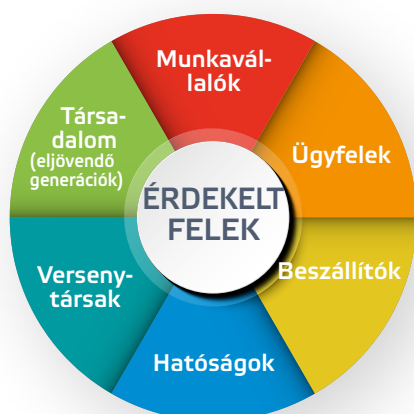 Munkavál-
lalók
Ügyfelek
Beszállítók
Hatóságok
Verseny-
társak
Társa-
dalom
(eljövendő
generációk)
ÉRDEKELT
FELEK